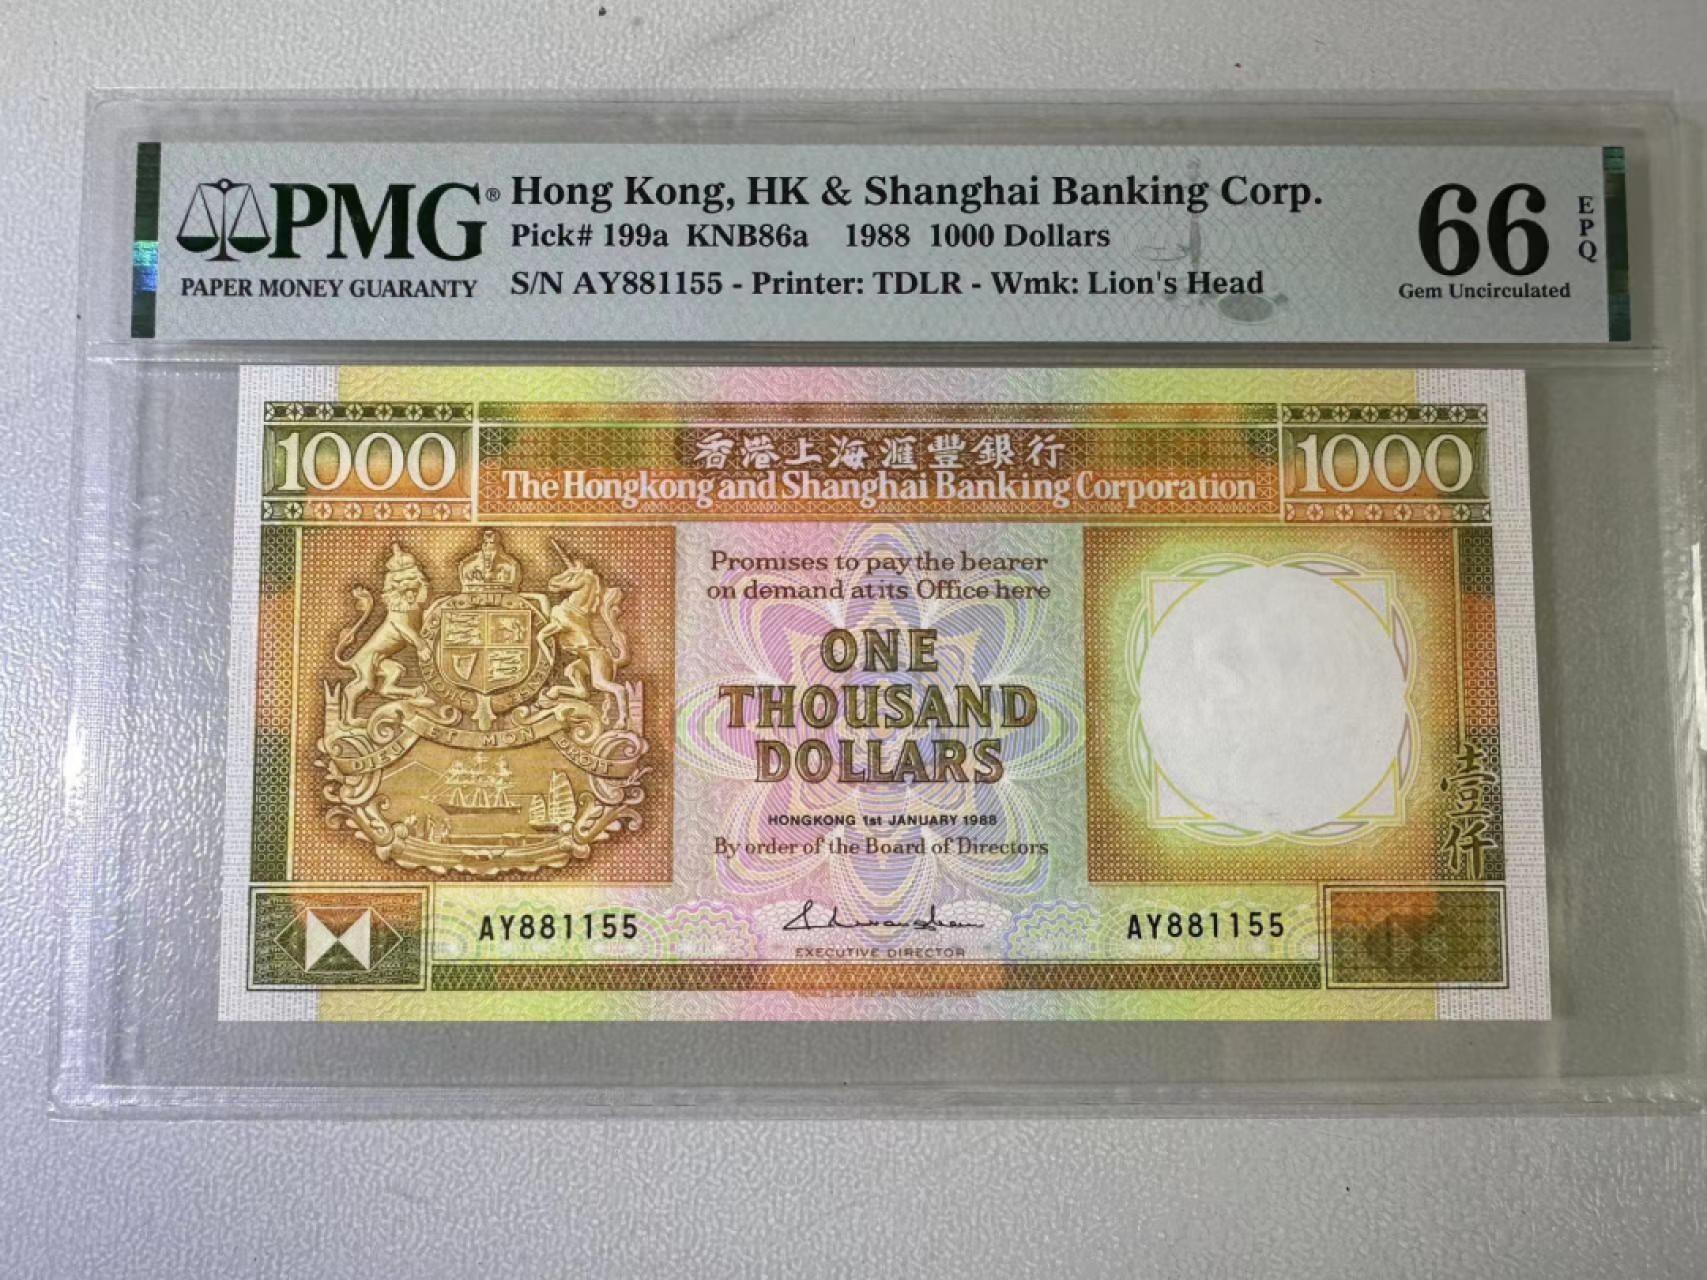 PMG®
PAPER MONEY GUARANTY
Hong Kong, HK & Shanghai Banking Corp.
Pick# 199a KNB86a 1988 1000 Dollars
S/N AY881155 - Printer: TDLR - Wmk: Lion's Head
66
EPQ
Gem Uncirculated
1000
香港上海滙豐銀行
The Hongkong and Shanghai Banking Corporation
1000
Promises to pay the bearer
on demand at its Office here
ONE
THOUSAND
DOLLARS
DIEU ET MON DROIT
HONGKONG 1st JANUARY 1988
By order of the Board of Directors
壹仟
AY881155
EXECUTIVE DIRECTOR
AY881155